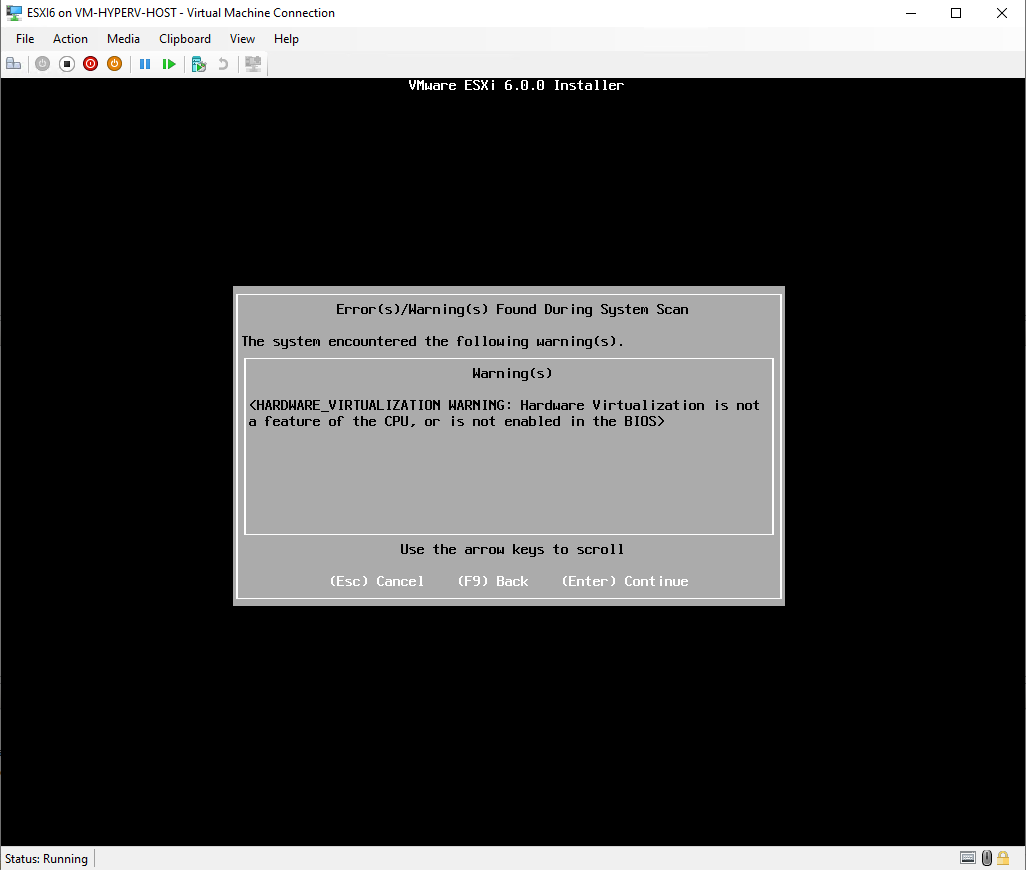 ESXI6 on VM-HYPERV-HOST - Virtual Machine Connection
File Action Media Clipboard View Help
VMware ESXi 6.0.0 Installer
Error(s)/Warning(s) Found During System Scan
The system encountered the following warning(s).
Warning(s)
<HARDWARE_VIRTUALIZATION WARNING: Hardware Virtualization is not
a feature of the CPU, or is not enabled in the BIOS>
Use the arrow keys to scroll
(Esc) Cancel (F9) Back (Enter) Continue
Status: Running